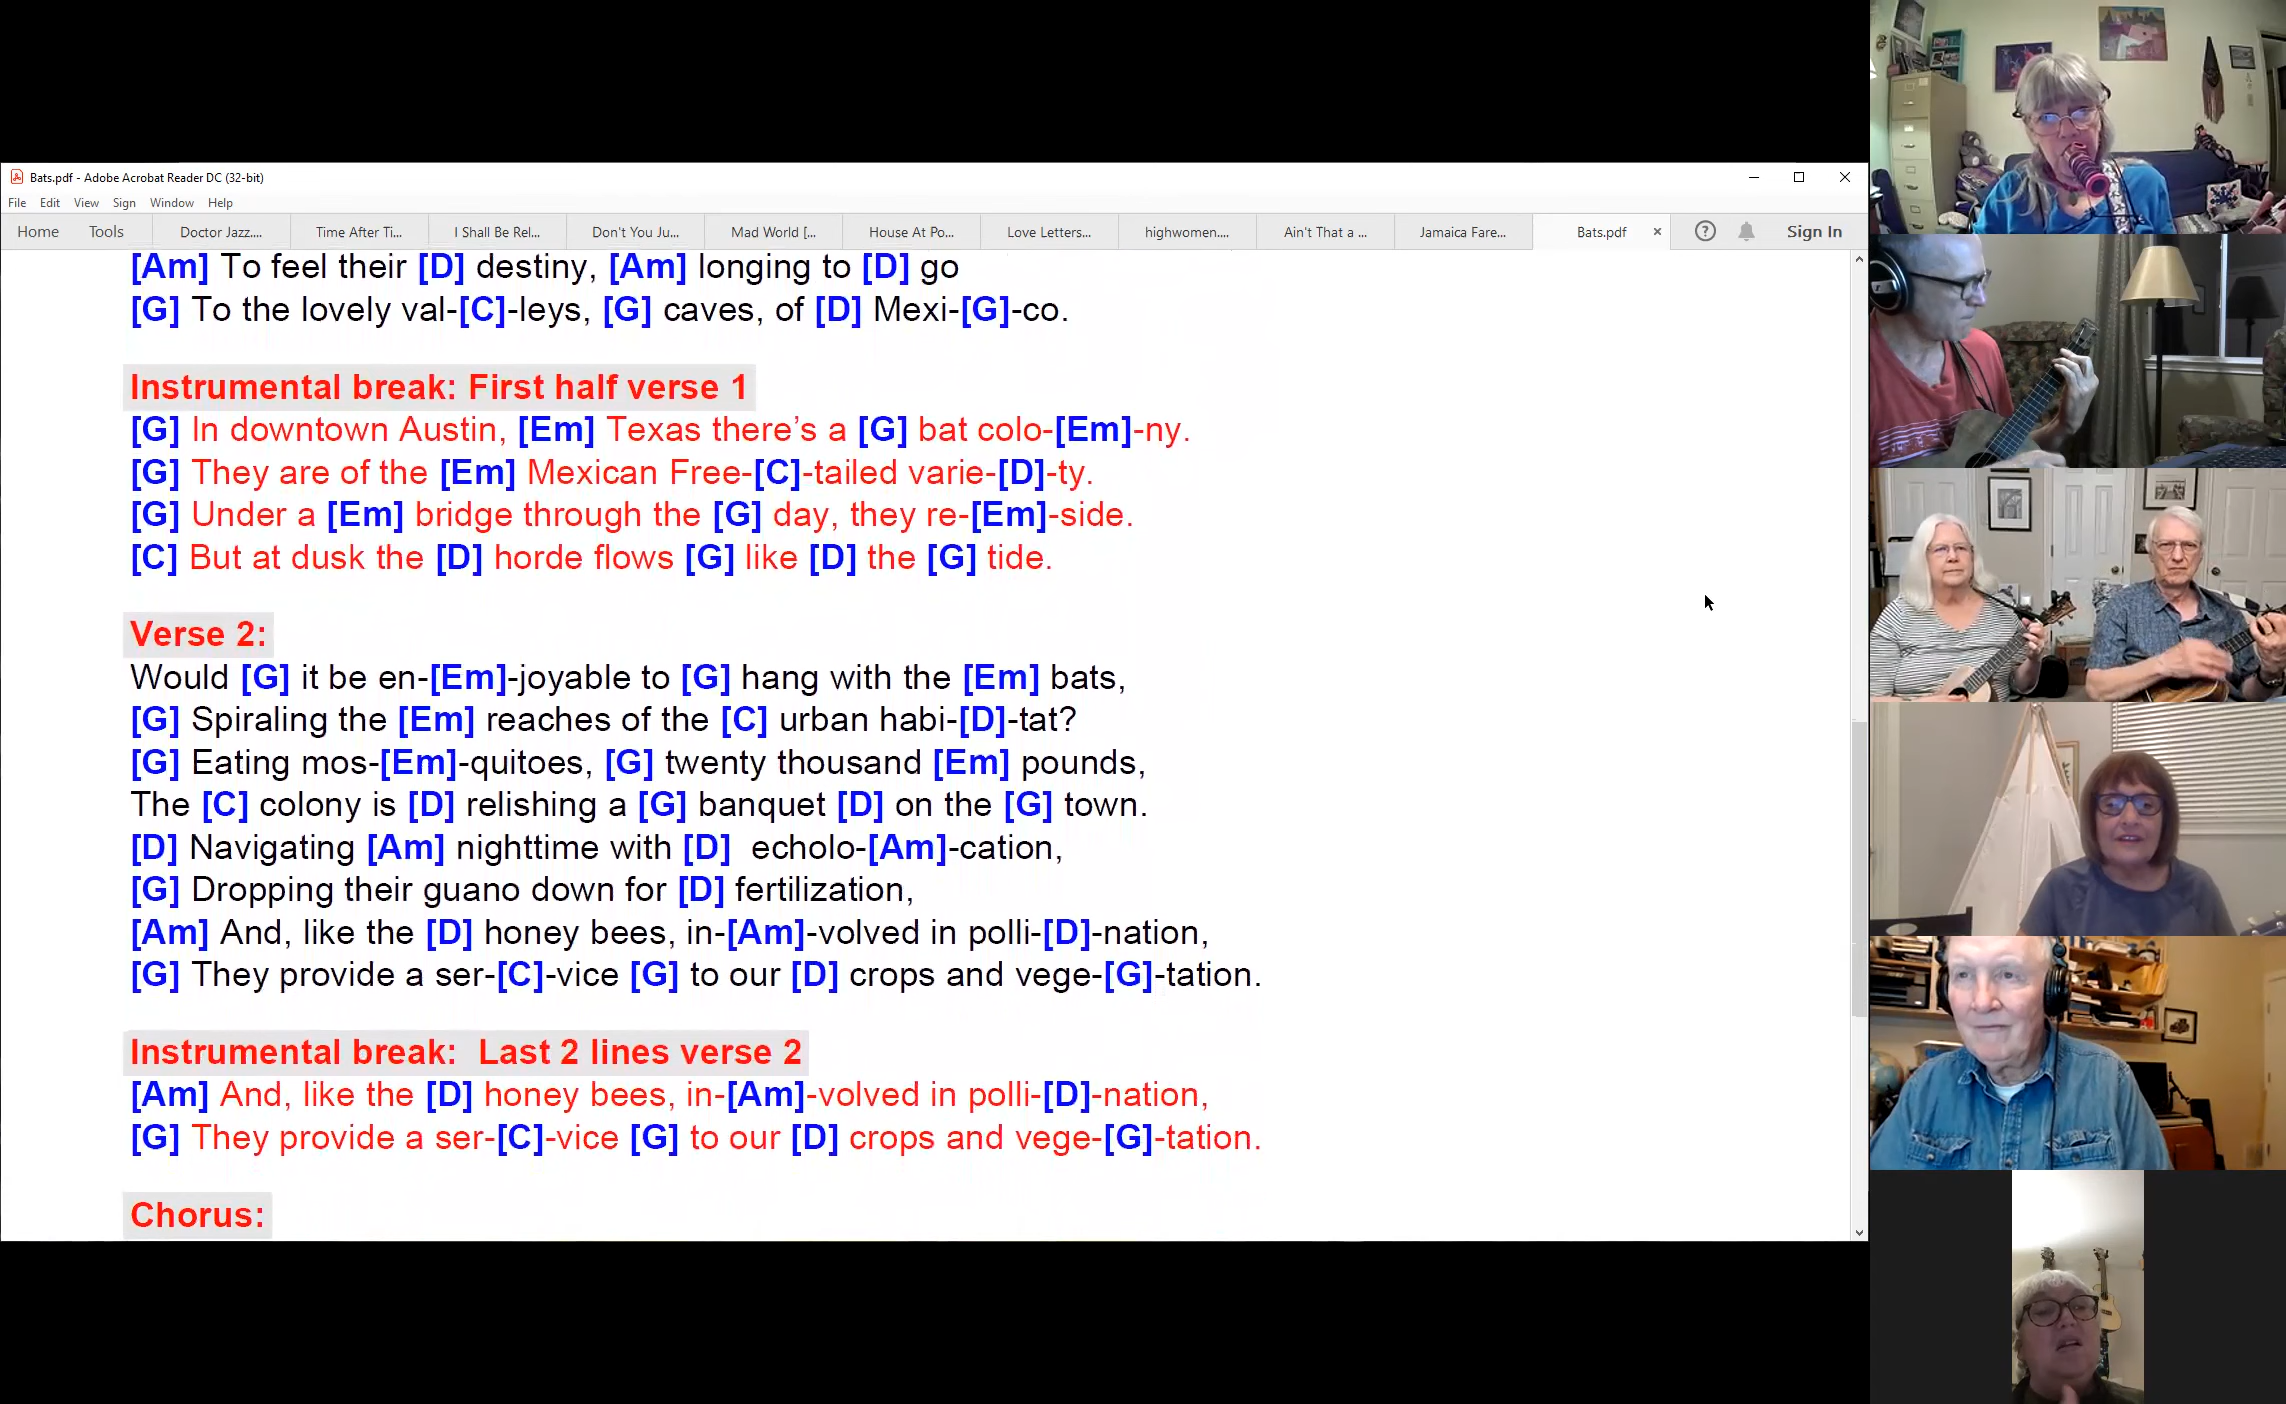 Bats.pdf - Adobe Acrobat Reader DC (32-bit)
File Edit View Sign Window Help
Home Tools Doctor Jazz.... Time After Ti... I Shall Be Rel... Don't You Ju... Mad World [... House At Po... Love Letters... highwomen.... Ain't That a ... Jamaica Fare... Bats.pdf × ? Sign In
[Am] To feel their [D] destiny, [Am] longing to [D] go
[G] To the lovely val-[C]-leys, [G] caves, of [D] Mexi-[G]-co.
Instrumental break: First half verse 1
[G] In downtown Austin, [Em] Texas there’s a [G] bat colo-[Em]-ny.
[G] They are of the [Em] Mexican Free-[C]-tailed varie-[D]-ty.
[G] Under a [Em] bridge through the [G] day, they re-[Em]-side.
[C] But at dusk the [D] horde flows [G] like [D] the [G] tide.
Verse 2:
Would [G] it be en-[Em]-joyable to [G] hang with the [Em] bats,
[G] Spiraling the [Em] reaches of the [C] urban habi-[D]-tat?
[G] Eating mos-[Em]-quitoes, [G] twenty thousand [Em] pounds,
The [C] colony is [D] relishing a [G] banquet [D] on the [G] town.
[D] Navigating [Am] nighttime with [D]  echolo-[Am]-cation,
[G] Dropping their guano down for [D] fertilization,
[Am] And, like the [D] honey bees, in-[Am]-volved in polli-[D]-nation,
[G] They provide a ser-[C]-vice [G] to our [D] crops and vege-[G]-tation.
Instrumental break:  Last 2 lines verse 2
[Am] And, like the [D] honey bees, in-[Am]-volved in polli-[D]-nation,
[G] They provide a ser-[C]-vice [G] to our [D] crops and vege-[G]-tation.
Chorus: